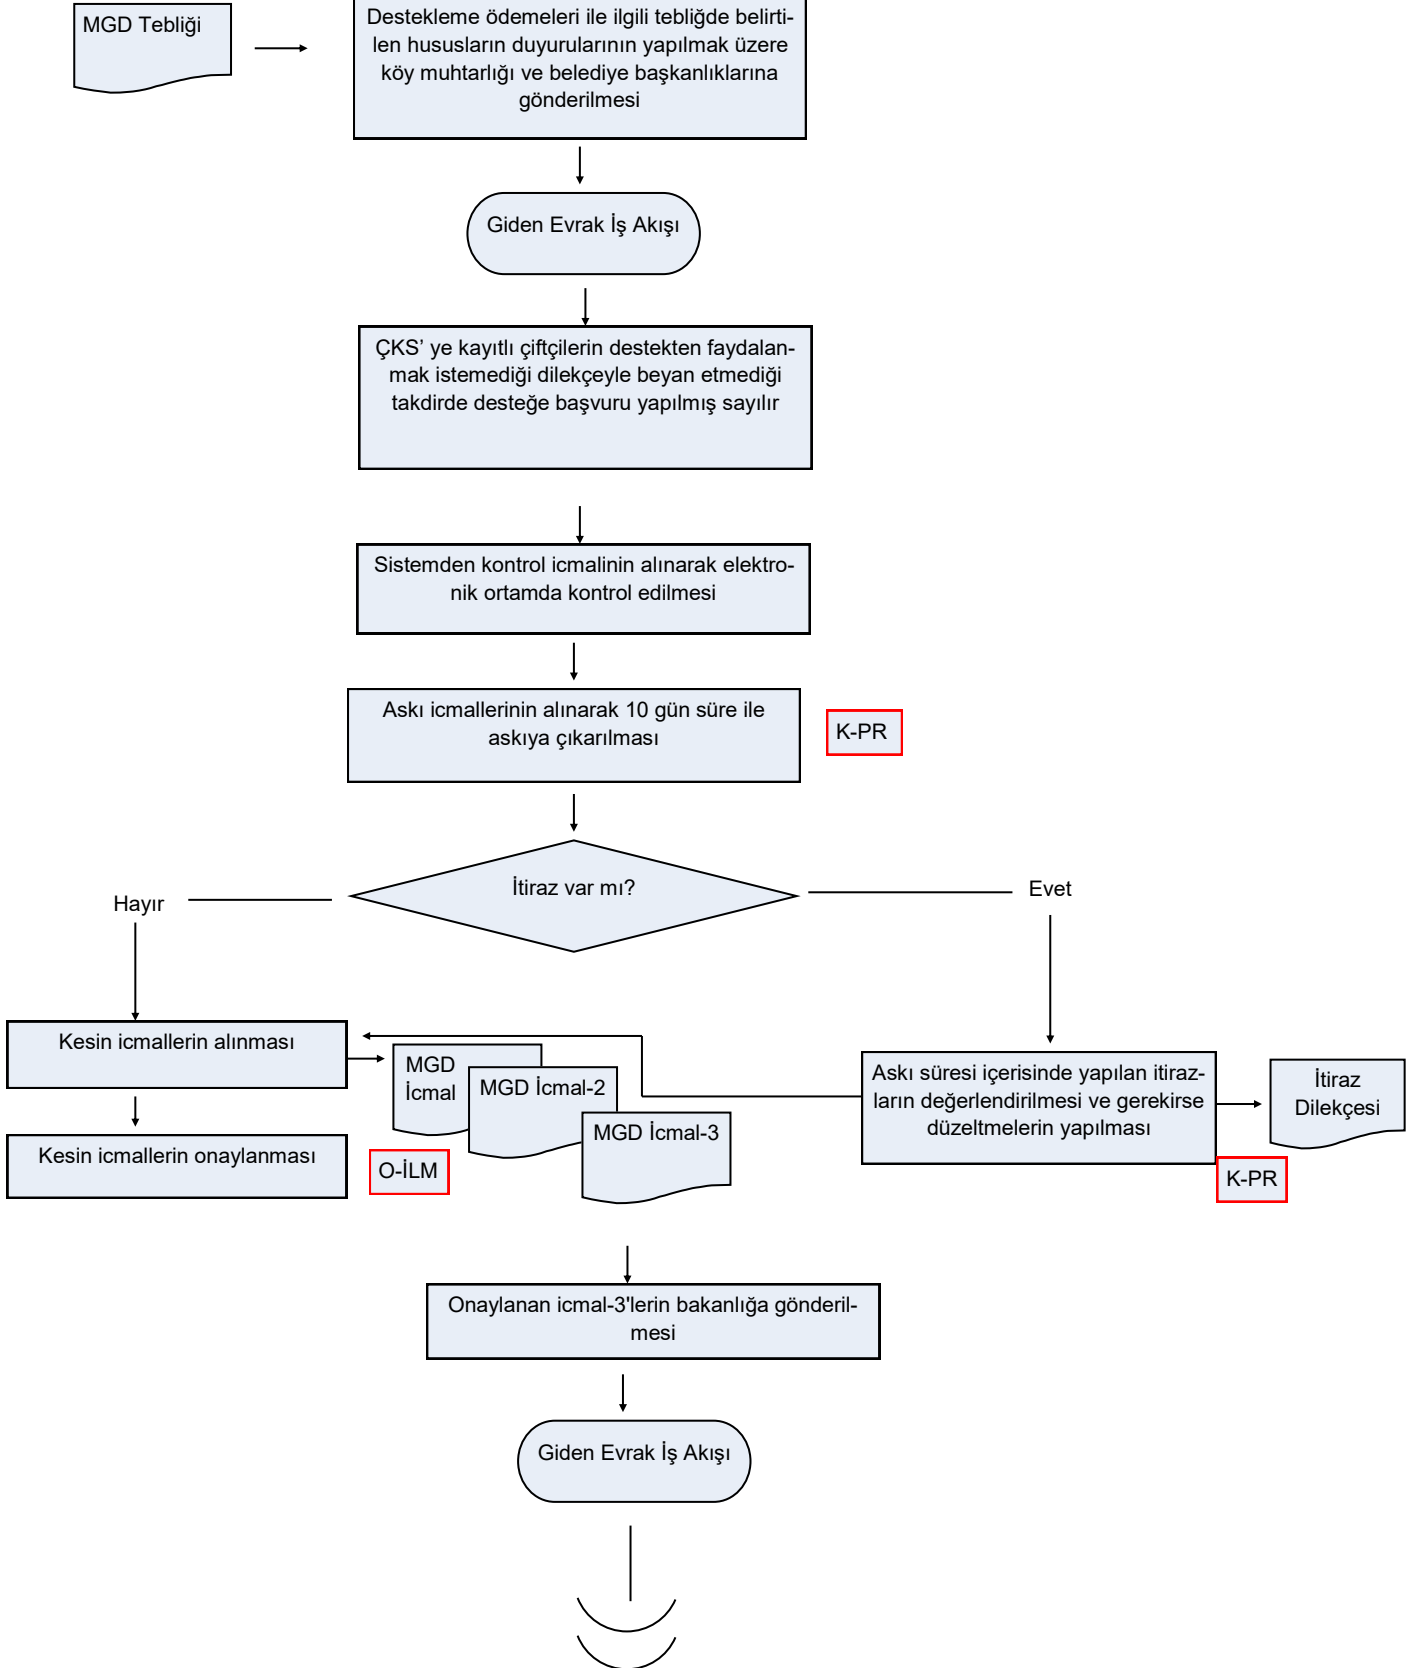 MGD Tebliği
Destekleme ödemeleri ile ilgili tebliğde belirti-
len hususların duyurularının yapılmak üzere
köy muhtarlığı ve belediye başkanlıklarına
gönderilmesi
Giden Evrak İş Akışı
ÇKS’ ye kayıtlı çiftçilerin destekten faydalan-
mak istemediği dilekçeyle beyan etmediği
takdirde desteğe başvuru yapılmış sayılır
Sistemden kontrol icmalinin alınarak elektro-
nik ortamda kontrol edilmesi
Askı icmallerinin alınarak 10 gün süre ile
askıya çıkarılması
K-PR
İtiraz var mı?
Hayır
Evet
Kesin icmallerin alınması
MGD
İcmal
MGD İcmal-2
MGD İcmal-3
Askı süresi içerisinde yapılan itiraz-
ların değerlendirilmesi ve gerekirse
düzeltmelerin yapılması
İtiraz
Dilekçesi
Kesin icmallerin onaylanması
O-İLM
K-PR
Onaylanan icmal-3'lerin bakanlığa gönderil-
mesi
Giden Evrak İş Akışı